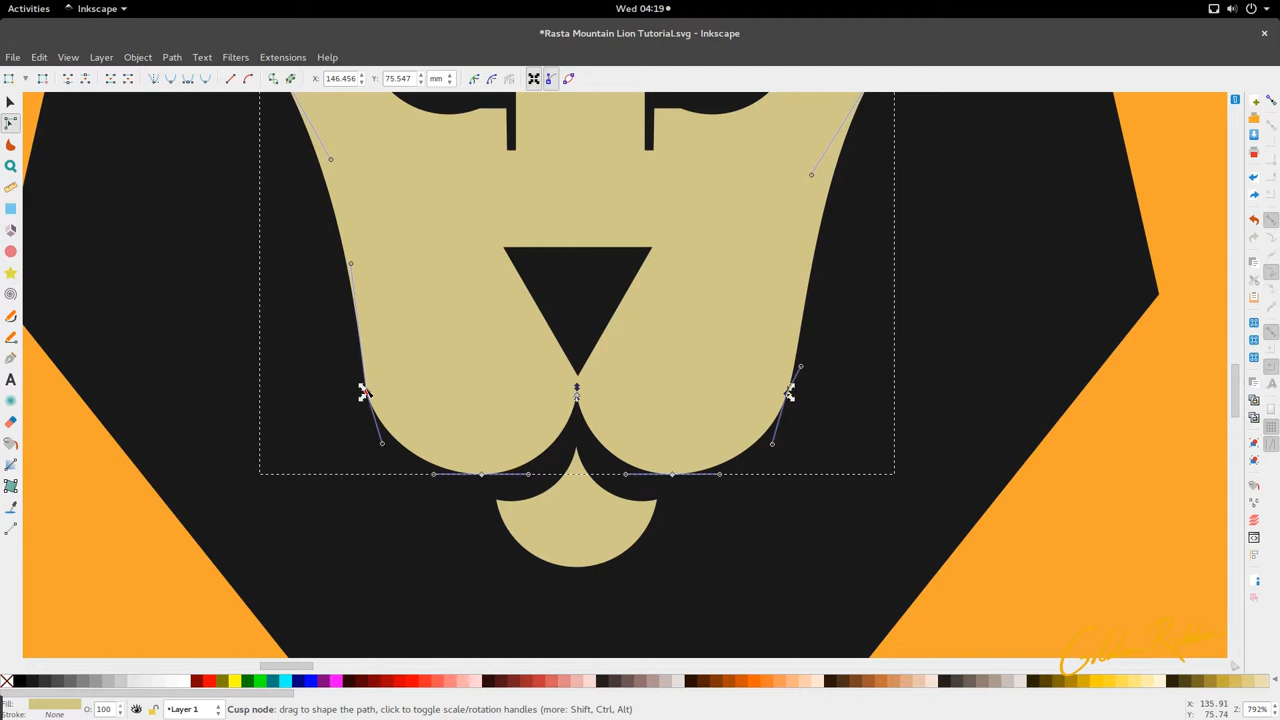 Activities
Inkscape
Wed 04:19
*Rasta Mountain Lion Tutorial.svg - Inkscape
File Edit View Layer Object Path Text Filters Extensions Help
X: 146.456 Y: 75.547 mm
Fill:
Stroke: None
O: 100
•Layer 1
Cusp node: drag to shape the path, click to toggle scale/rotation handles (more: Shift, Ctrl, Alt)
X: 135.91
Y: 75.74
Z: 792%